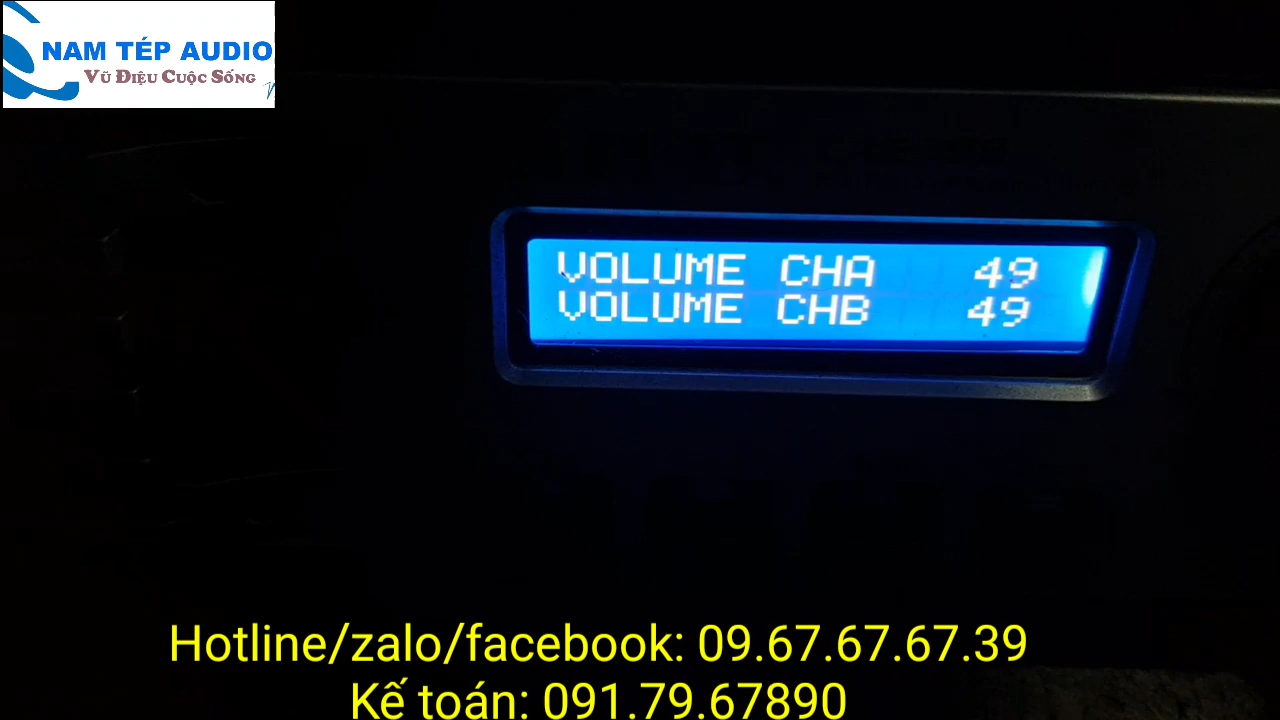 NAM TÉP AUDIO
Vũ Điệu Cuộc Sống
VOLUME CHA 49
VOLUME CHB 49
Hotline/zalo/facebook: 09.67.67.67.39
Kế toán: 091.79.67890